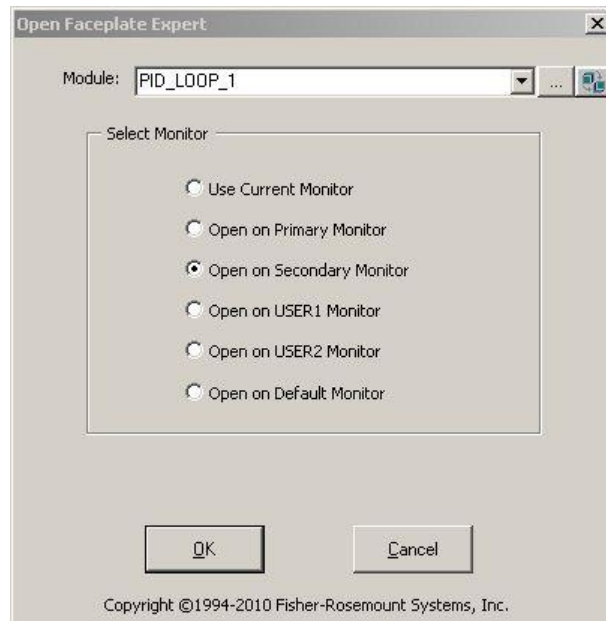 Open Faceplate Expert
Module: PID_LOOP_1 ...
Select Monitor
Use Current Monitor
Open on Primary Monitor
Open on Secondary Monitor
Open on USER1 Monitor
Open on USER2 Monitor
Open on Default Monitor
OK Cancel
Copyright ©1994-2010 Fisher-Rosemount Systems, Inc.